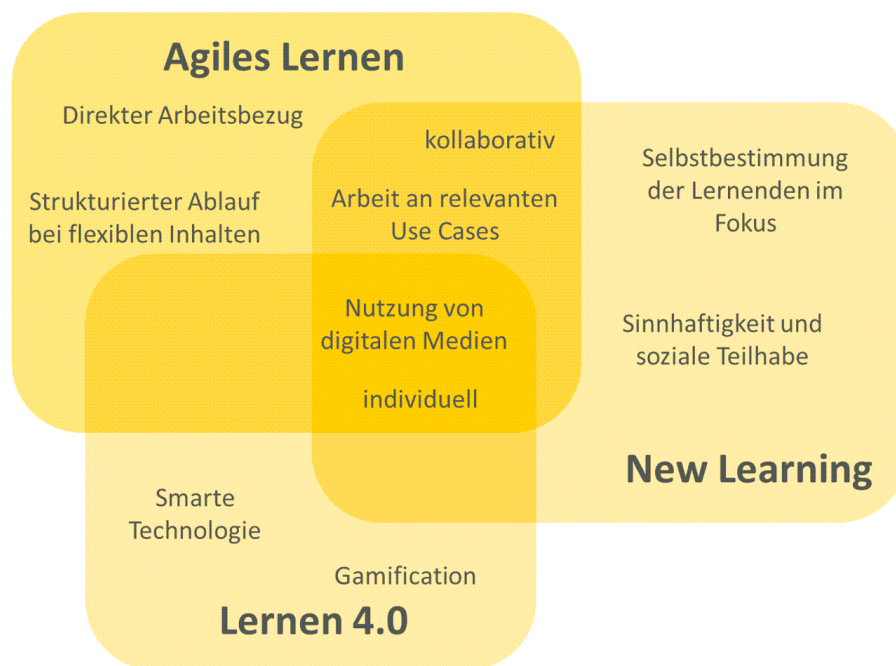 Agiles Lernen
Direkter Arbeitsbezug
kollaborativ
Selbstbestimmung
der Lernenden im
Fokus
Strukturierter Ablauf
bei flexiblen Inhalten
Arbeit an relevanten
Use Cases
Nutzung von
digitalen Medien
individuell
Sinnhaftigkeit und
soziale Teilhabe
New Learning
Smarte
Technologie
Gamification
Lernen 4.0